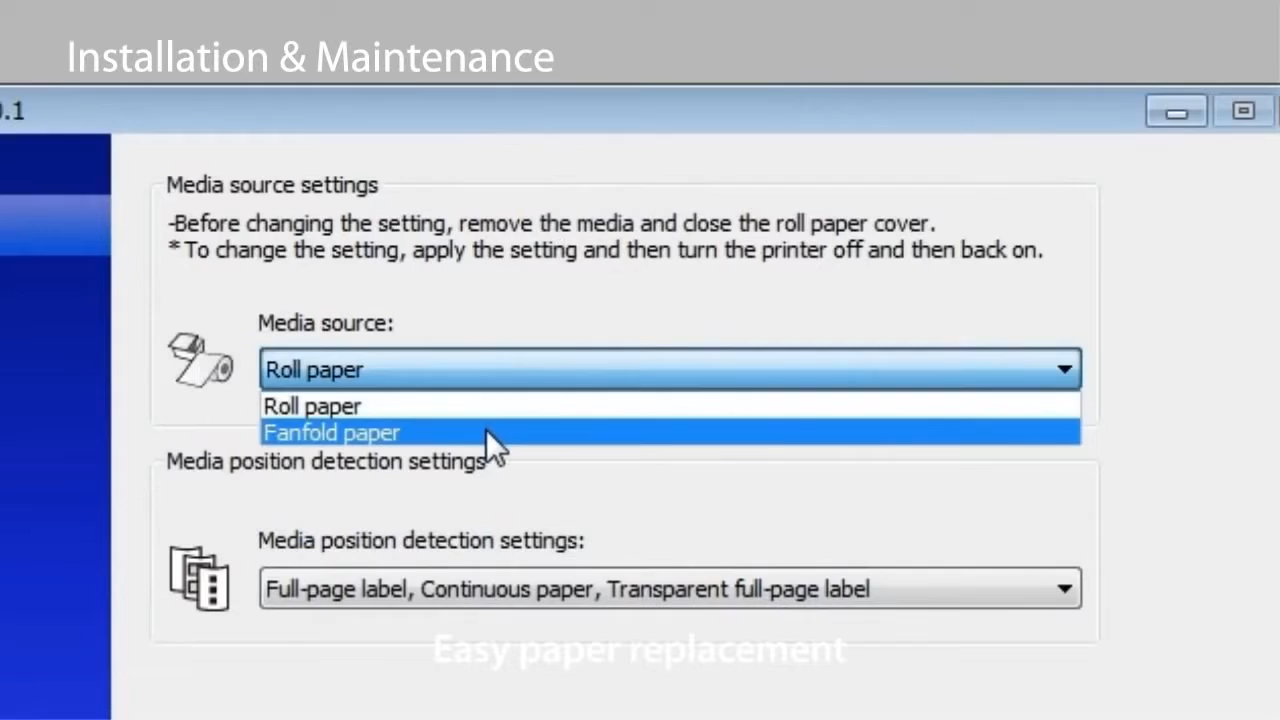 Installation & Maintenance
0.1
Media source settings
-Before changing the setting, remove the media and close the roll paper cover.
* To change the setting, apply the setting and then turn the printer off and then back on.
Media source:
Roll paper
Roll paper
Fanfold paper
Media position detection settings
Media position detection settings:
Full-page label, Continuous paper, Transparent full-page label
Easy paper replacement